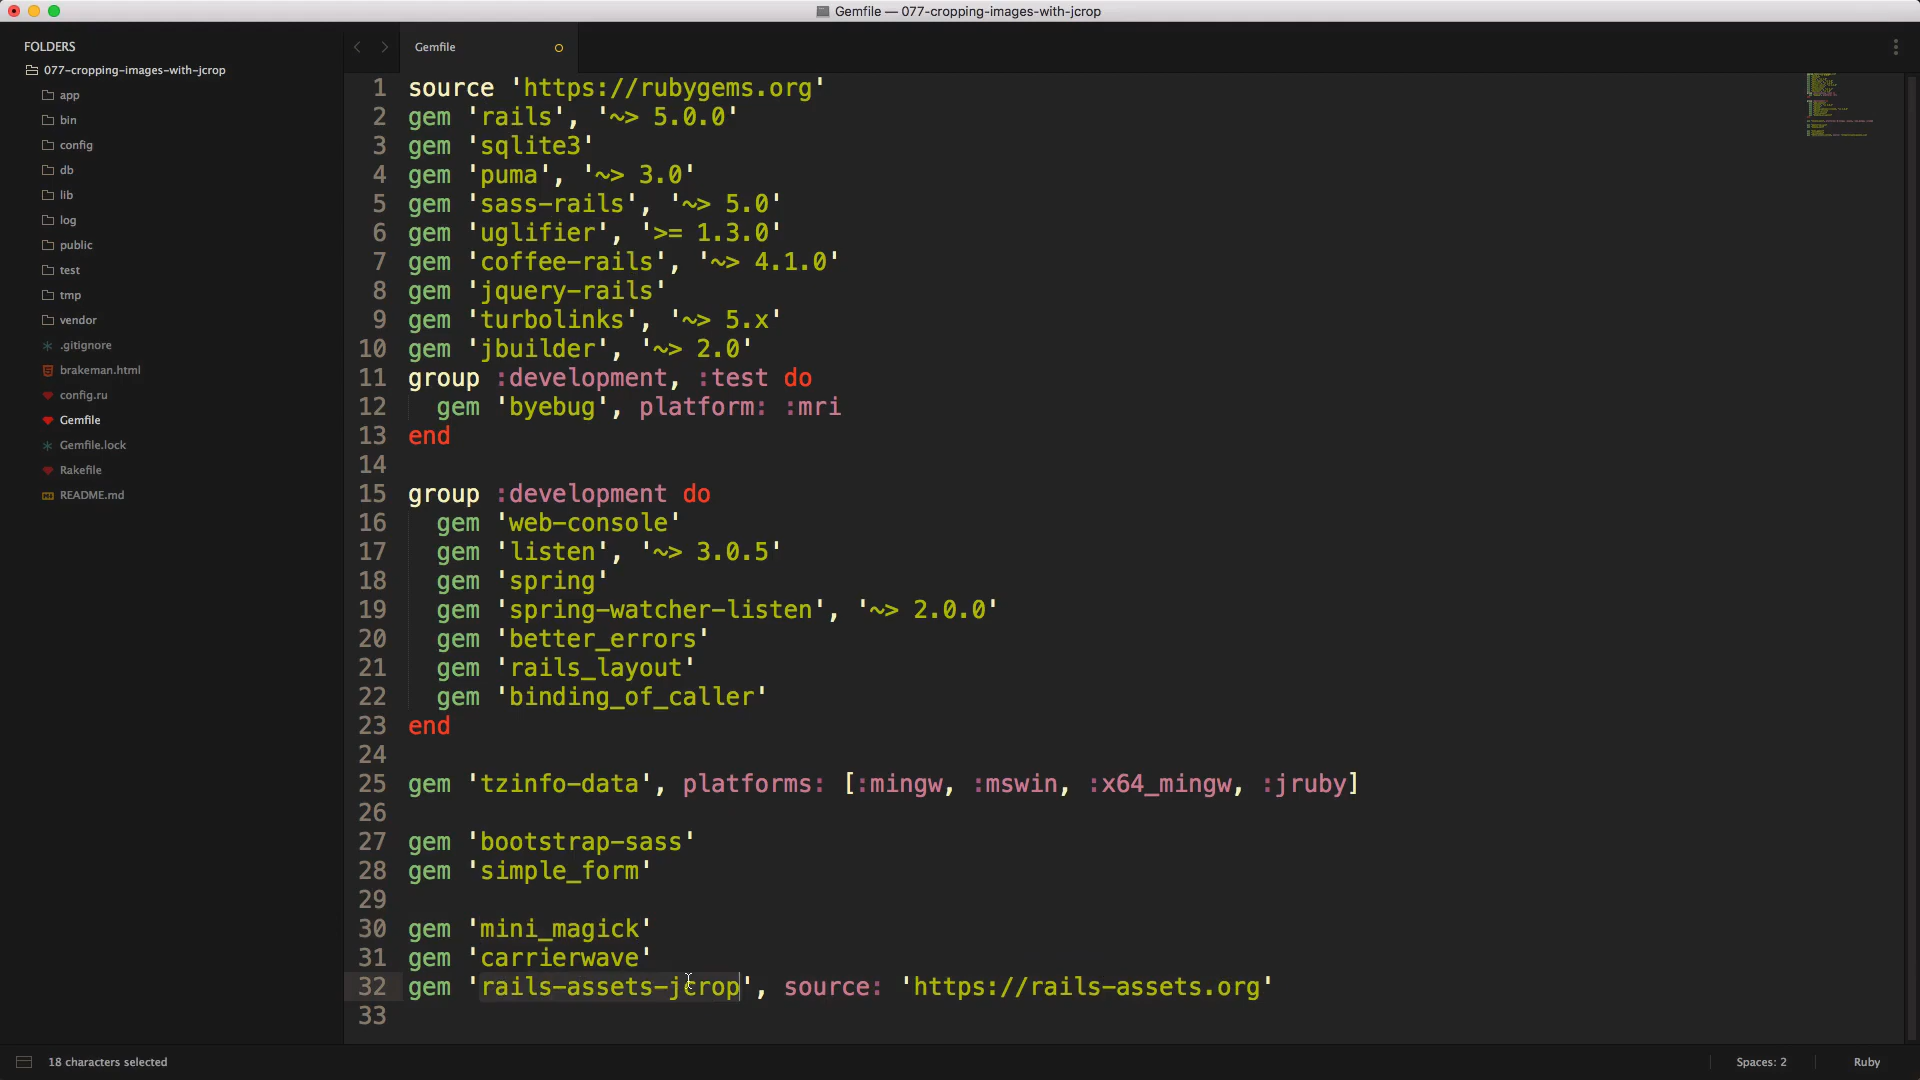 Gemfile — 077-cropping-images-with-jcrop
FOLDERS
077-cropping-images-with-jcrop
app
bin
config
db
lib
log
public
test
tmp
vendor
.gitignore
brakeman.html
config.ru
Gemfile
Gemfile.lock
Rakefile
README.md
Gemfile
1 source 'https://rubygems.org'
2 gem 'rails', '~> 5.0.0'
3 gem 'sqlite3'
4 gem 'puma', '~> 3.0'
5 gem 'sass-rails', '~> 5.0'
6 gem 'uglifier', '>= 1.3.0'
7 gem 'coffee-rails', '~> 4.1.0'
8 gem 'jquery-rails'
9 gem 'turbolinks', '~> 5.x'
10 gem 'jbuilder', '~> 2.0'
11 group :development, :test do
12   gem 'byebug', platform: :mri
13 end
14
15 group :development do
16   gem 'web-console'
17   gem 'listen', '~> 3.0.5'
18   gem 'spring'
19   gem 'spring-watcher-listen', '~> 2.0.0'
20   gem 'better_errors'
21   gem 'rails_layout'
22   gem 'binding_of_caller'
23 end
24
25 gem 'tzinfo-data', platforms: [:mingw, :mswin, :x64_mingw, :jruby]
26
27 gem 'bootstrap-sass'
28 gem 'simple_form'
29
30 gem 'mini_magick'
31 gem 'carrierwave'
32 gem 'rails-assets-jcrop', source: 'https://rails-assets.org'
33
18 characters selected
Spaces: 2
Ruby